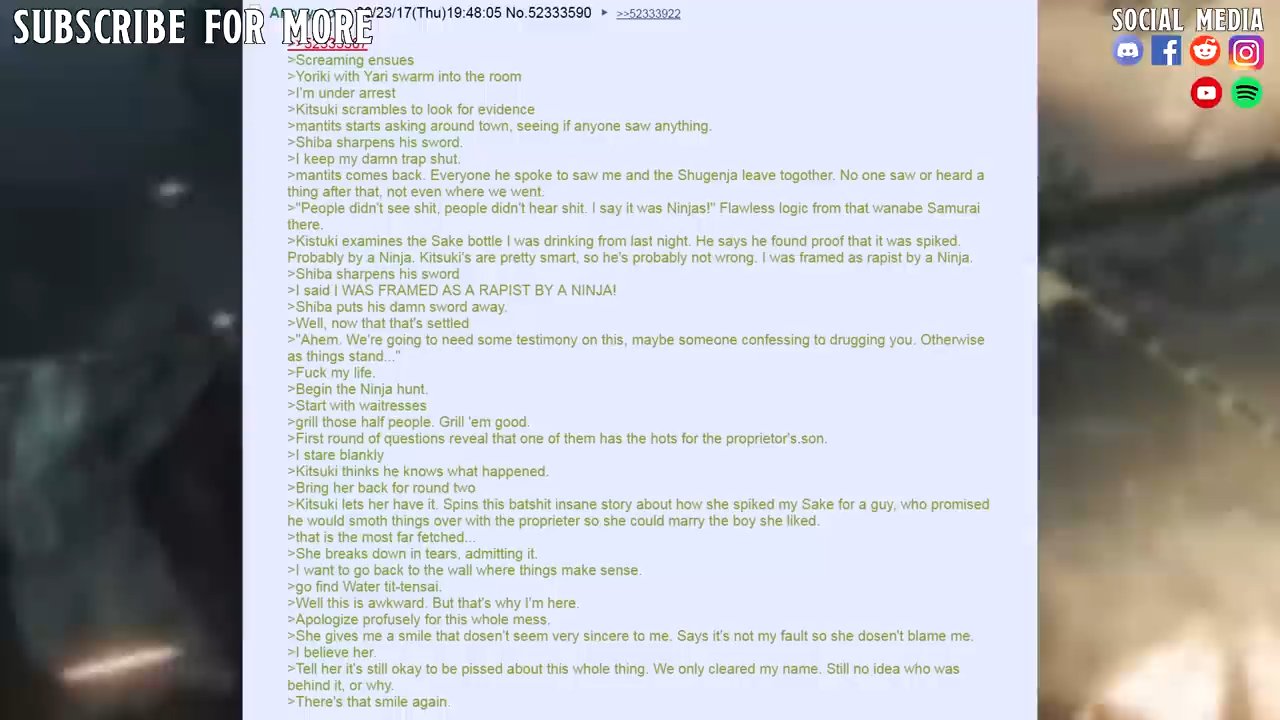 SUBSCRIBE FOR MORE
SOCIAL MEDIA
23/17(Thu)19:48:05 No.52333590 ▶ >>52333922
>Screaming ensues
>Yoriki with Yari swarm into the room
>I'm under arrest
>Kitsuki scrambles to look for evidence
>mantits starts asking around town, seeing if anyone saw anything.
>Shiba sharpens his sword.
>I keep my damn trap shut.
>mantits comes back. Everyone he spoke to saw me and the Shugenja leave togother. No one saw or heard a
thing after that, not even where we went.
>"People didn't see shit, people didn't hear shit. I say it was Ninjas!" Flawless logic from that wanabe Samurai
there.
>Kistuki examines the Sake bottle I was drinking from last night. He says he found proof that it was spiked.
Probably by a Ninja. Kitsuki's are pretty smart, so he's probably not wrong. I was framed as rapist by a Ninja.
>Shiba sharpens his sword
>I said I WAS FRAMED AS A RAPIST BY A NINJA!
>Shiba puts his damn sword away.
>Well, now that that's settled
>"Ahem. We're going to need some testimony on this, maybe someone confessing to drugging you. Otherwise
as things stand..."
>Fuck my life.
>Begin the Ninja hunt.
>Start with waitresses
>grill those half people. Grill 'em good.
>First round of questions reveal that one of them has the hots for the proprietor's.son.
>I stare blankly
>Kitsuki thinks he knows what happened.
>Bring her back for round two
>Kitsuki lets her have it. Spins this batshit insane story about how she spiked my Sake for a guy, who promised
he would smoth things over with the proprieter so she could marry the boy she liked.
>that is the most far fetched...
>She breaks down in tears, admitting it.
>I want to go back to the wall where things make sense.
>go find Water tit-tensai.
>Well this is awkward. But that's why I'm here.
>Apologize profusely for this whole mess.
>She gives me a smile that dosen't seem very sincere to me. Says it's not my fault so she dosen't blame me.
>I believe her.
>Tell her it's still okay to be pissed about this whole thing. We only cleared my name. Still no idea who was
behind it, or why.
>There's that smile again.